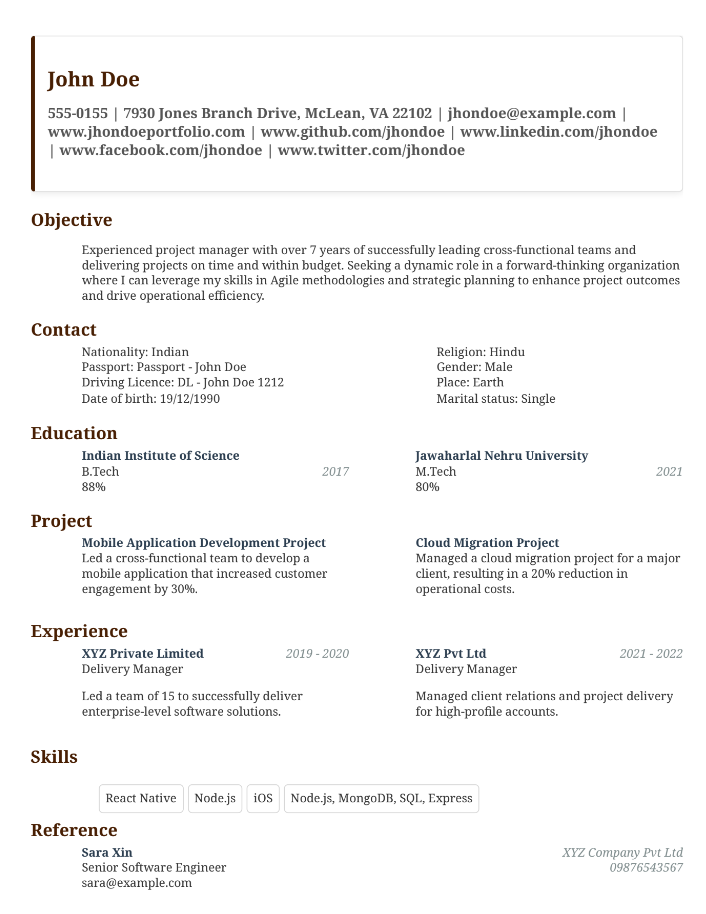 John Doe
555-0155 | 7930 Jones Branch Drive, McLean, VA 22102 | jhondoe@example.com |
www.jhondoeportfolio.com | www.github.com/jhondoe | www.linkedin.com/jhondoe
| www.facebook.com/jhondoe | www.twitter.com/jhondoe
Objective
Experienced project manager with over 7 years of successfully leading cross-functional teams and
delivering projects on time and within budget. Seeking a dynamic role in a forward-thinking organization
where I can leverage my skills in Agile methodologies and strategic planning to enhance project outcomes
and drive operational efficiency.
Contact
Nationality: Indian
Passport: Passport - John Doe
Driving Licence: DL - John Doe 1212
Date of birth: 19/12/1990
Religion: Hindu
Gender: Male
Place: Earth
Marital status: Single
Education
Indian Institute of Science
B.Tech 2017
88%
Jawaharlal Nehru University
M.Tech 2021
80%
Project
Mobile Application Development Project
Led a cross-functional team to develop a
mobile application that increased customer
engagement by 30%.
Cloud Migration Project
Managed a cloud migration project for a major
client, resulting in a 20% reduction in
operational costs.
Experience
XYZ Private Limited 2019 - 2020
Delivery Manager
Led a team of 15 to successfully deliver
enterprise-level software solutions.
XYZ Pvt Ltd 2021 - 2022
Delivery Manager
Managed client relations and project delivery
for high-profile accounts.
Skills
React Native Node.js iOS Node.js, MongoDB, SQL, Express
Reference
Sara Xin XYZ Company Pvt Ltd
Senior Software Engineer 09876543567
sara@example.com